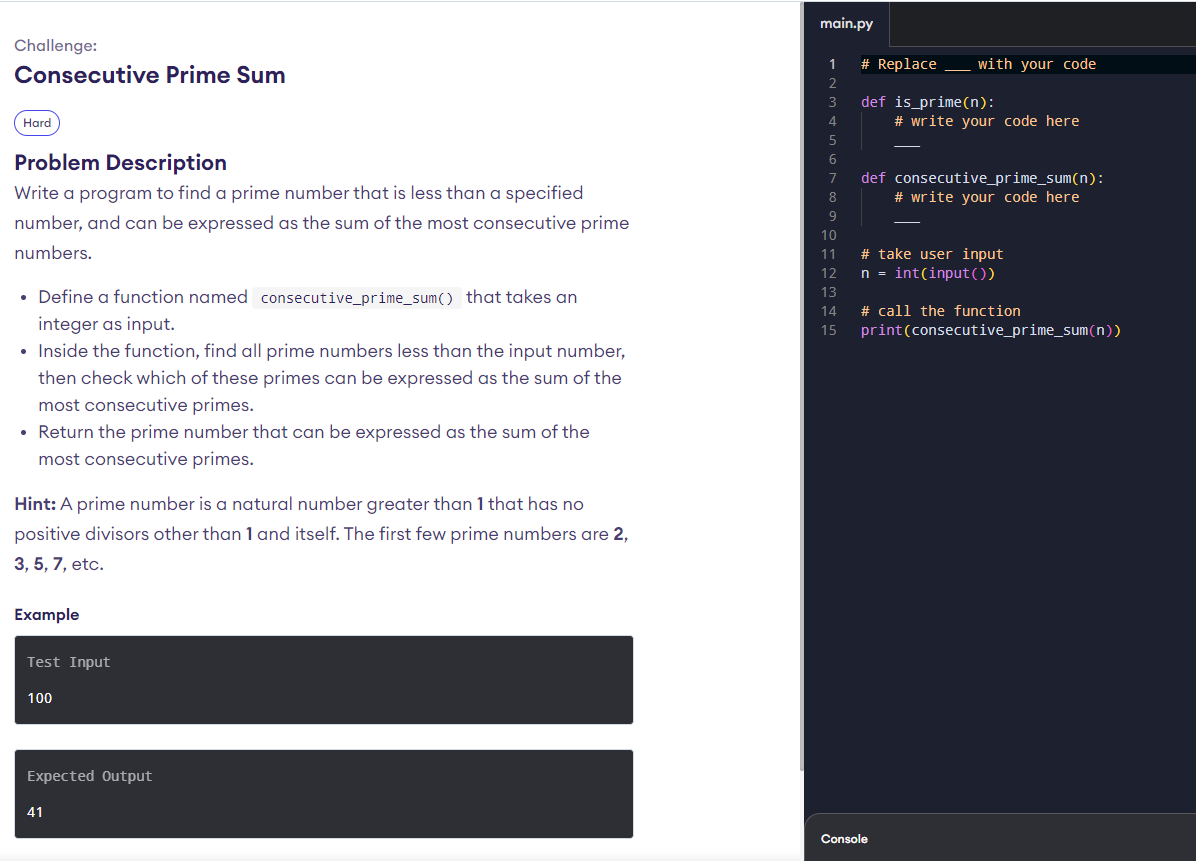 Challenge:
Consecutive Prime Sum
Hard
Problem Description
Write a program to find a prime number that is less than a specified
number, and can be expressed as the sum of the most consecutive prime
numbers.
• Define a function named consecutive_prime_sum() that takes an
integer as input.
• Inside the function, find all prime numbers less than the input number,
then check which of these primes can be expressed as the sum of the
most consecutive primes.
• Return the prime number that can be expressed as the sum of the
most consecutive primes.
Hint: A prime number is a natural number greater than 1 that has no
positive divisors other than 1 and itself. The first few prime numbers are 2,
3, 5, 7, etc.
Example
Test Input
100
Expected Output
41
main.py
1 # Replace ___ with your code
2
3 def is_prime(n):
4     # write your code here
5     ___
6
7 def consecutive_prime_sum(n):
8     # write your code here
9     ___
10
11 # take user input
12 n = int(input())
13
14 # call the function
15 print(consecutive_prime_sum(n))
Console